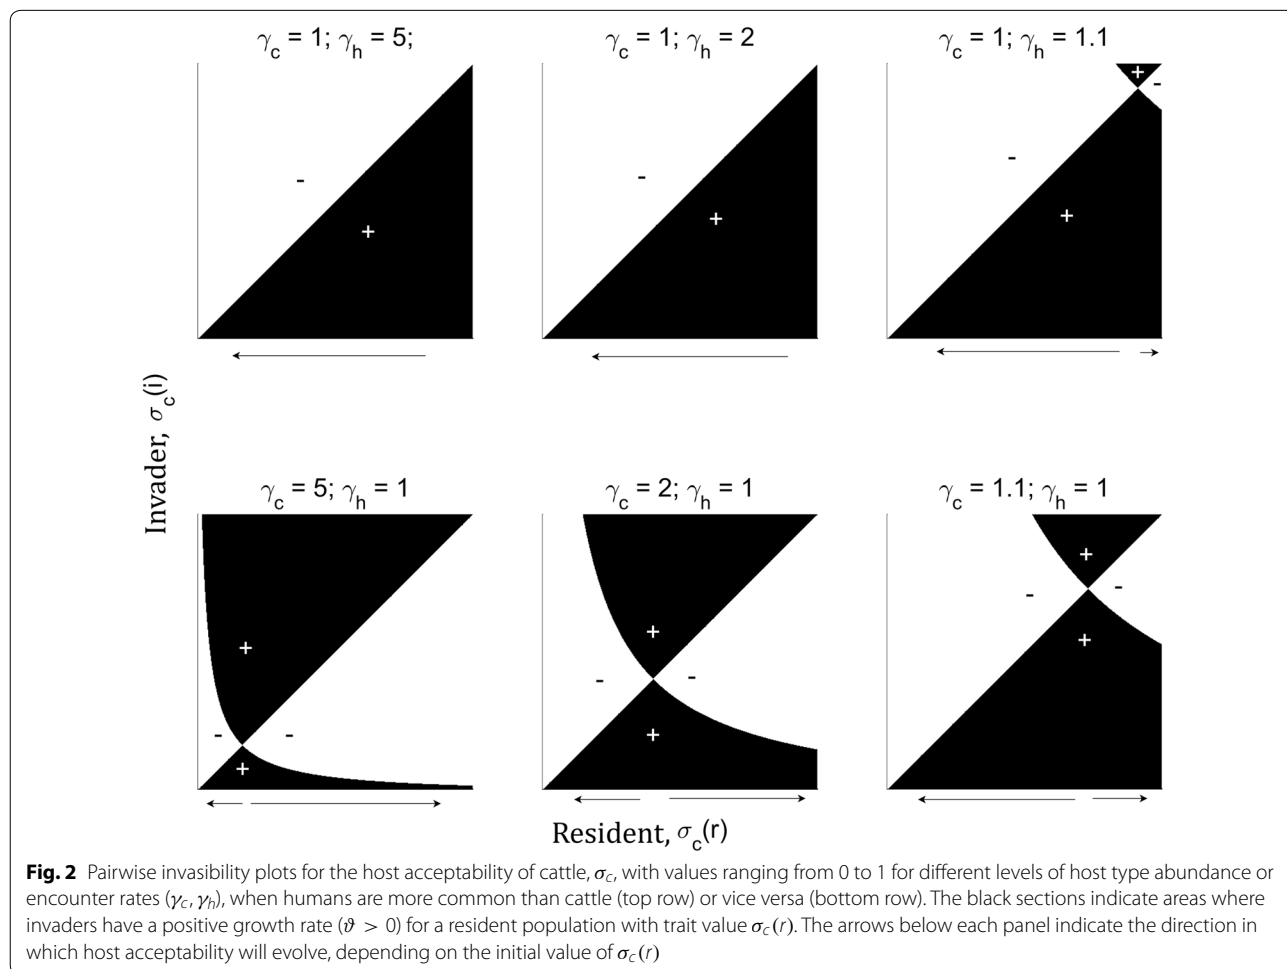 γc = 1; γh = 5;
γc = 1; γh = 2
γc = 1; γh = 1.1
-
+
-
+
+
-
-
+
Invader, σc(i)
γc = 5; γh = 1
γc = 2; γh = 1
γc = 1.1; γh = 1
+
-
-
+
+
-
-
+
+
-
-
+
Resident, σc(r)
Fig. 2 Pairwise invasibility plots for the host acceptability of cattle, σc, with values ranging from 0 to 1 for different levels of host type abundance or
encounter rates (γc, γh), when humans are more common than cattle (top row) or vice versa (bottom row). The black sections indicate areas where
invaders have a positive growth rate (ϑ > 0) for a resident population with trait value σc(r). The arrows below each panel indicate the direction in
which host acceptability will evolve, depending on the initial value of σc(r)